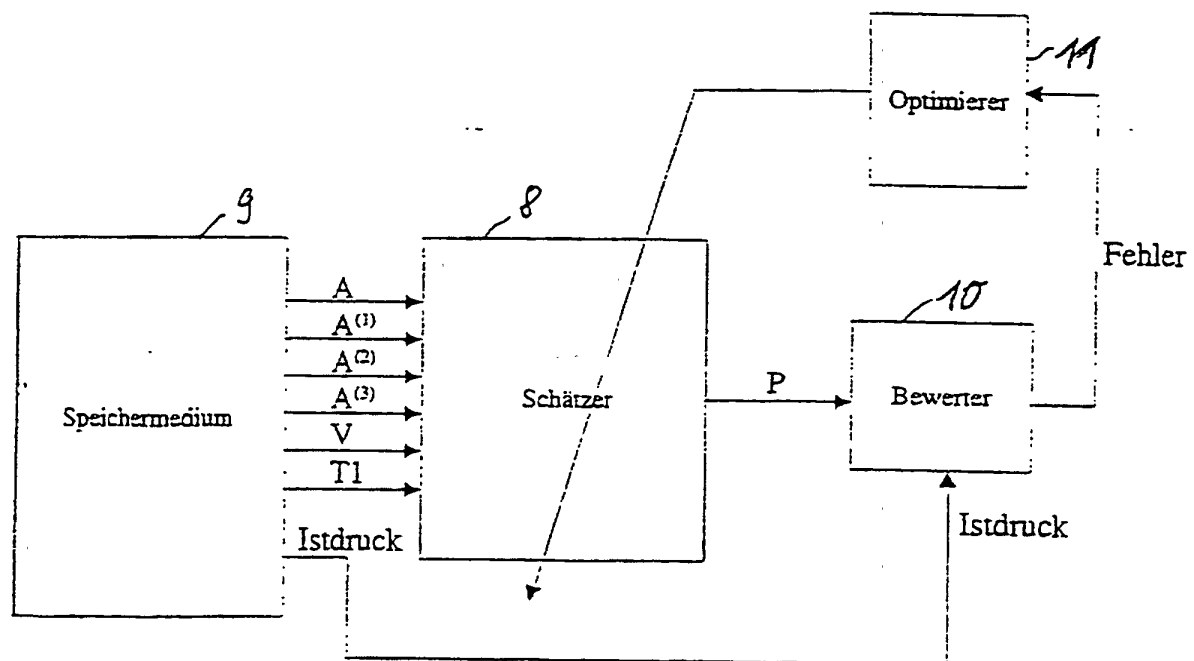 11
Optimierer
9
8
Fehler
A
10
A⁽¹⁾
A⁽²⁾
A⁽³⁾
Speichermedium
Schätzer
P
Bewerter
V
T1
Istdruck
Istdruck